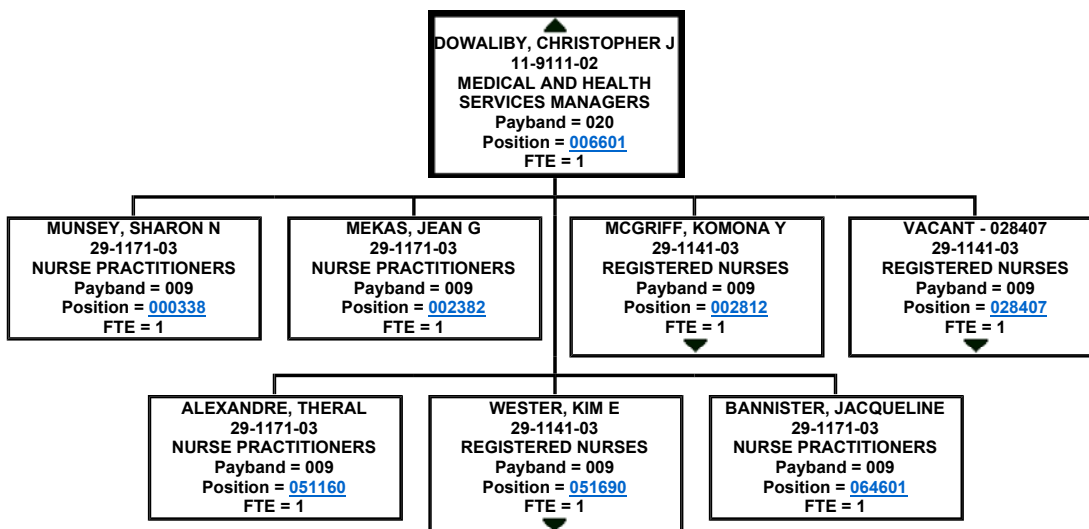 DOWALIBY, CHRISTOPHER J
11-9111-02
MEDICAL AND HEALTH
SERVICES MANAGERS
Payband = 020
Position = 006601
FTE = 1
MUNSEY, SHARON N
29-1171-03
NURSE PRACTITIONERS
Payband = 009
Position = 000338
FTE = 1
MEKAS, JEAN G
29-1171-03
NURSE PRACTITIONERS
Payband = 009
Position = 002382
FTE = 1
MCGRIFF, KOMONA Y
29-1141-03
REGISTERED NURSES
Payband = 009
Position = 002812
FTE = 1
VACANT - 028407
29-1141-03
REGISTERED NURSES
Payband = 009
Position = 028407
FTE = 1
ALEXANDRE, THERAL
29-1171-03
NURSE PRACTITIONERS
Payband = 009
Position = 051160
FTE = 1
WESTER, KIM E
29-1141-03
REGISTERED NURSES
Payband = 009
Position = 051690
FTE = 1
BANNISTER, JACQUELINE
29-1171-03
NURSE PRACTITIONERS
Payband = 009
Position = 064601
FTE = 1